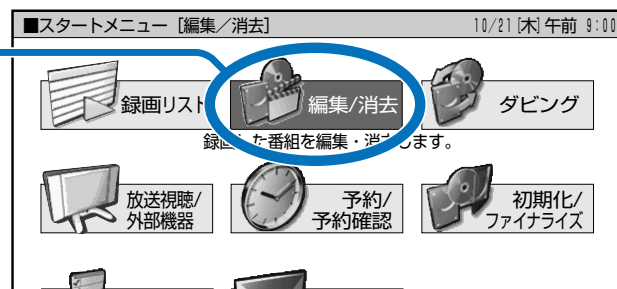 ■スタートメニュー [編集／消去] 10/21[木]午前 9:00
録画リスト 編集/消去 ダビング
録画した番組を編集・消去します。
放送視聴/ 予約/ 初期化/
外部機器 予約確認 ファイナライズ